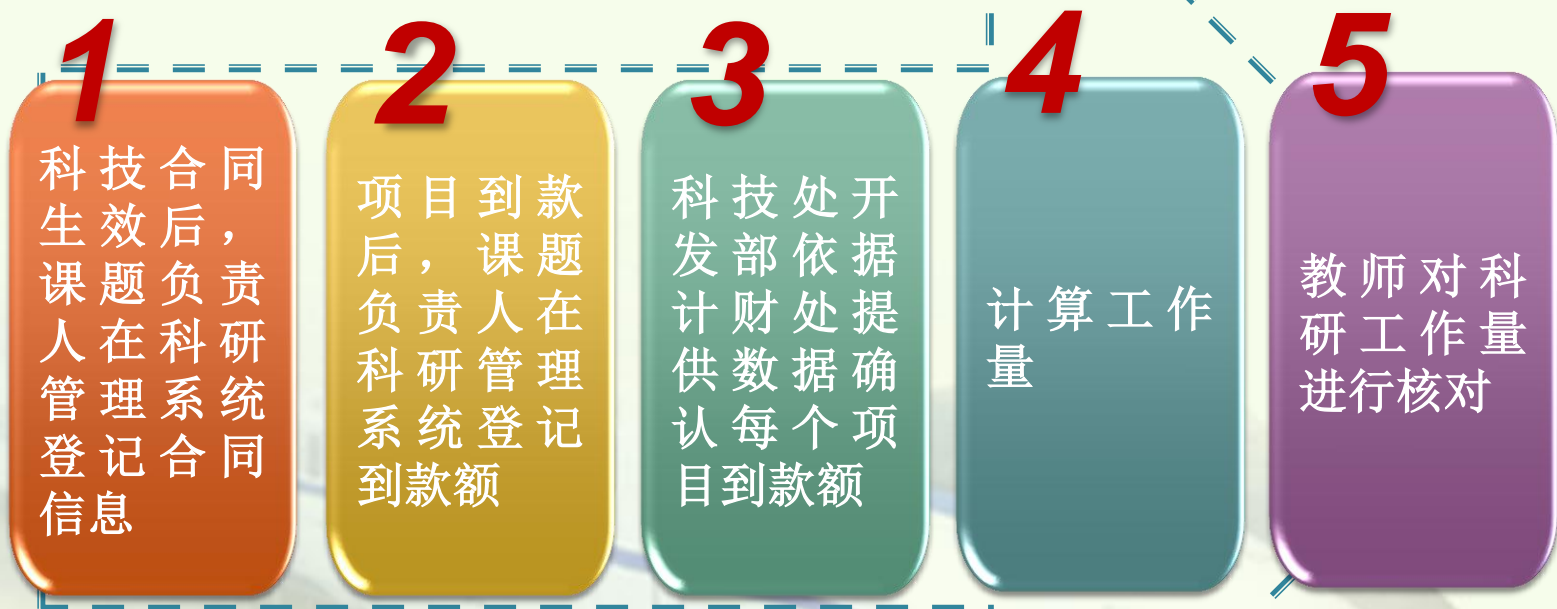 1
科技合同
生效后，
课题负责
人在科研
管理系统
登记合同
信息
2
项目到款
后，课题
负责人在
科研管理
系统登记
到款额
3
科技处开
发部依据
计财处提
供数据确
认每个项
目到款额
4
计算工作
量
5
教师对科
研工作量
进行核对